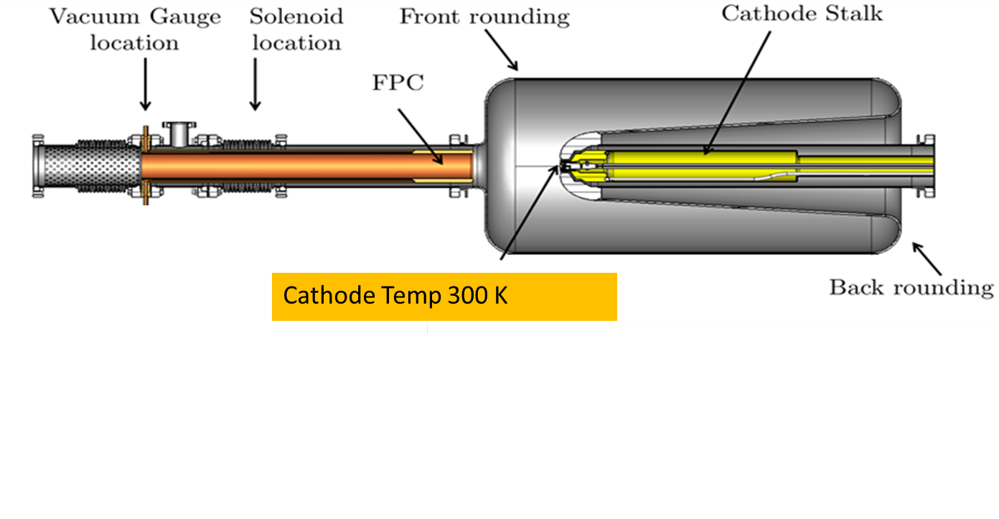 Vacuum Gauge
location
Solenoid
location
Front rounding
Cathode Stalk
FPC
Cathode Temp 300 K
Back rounding